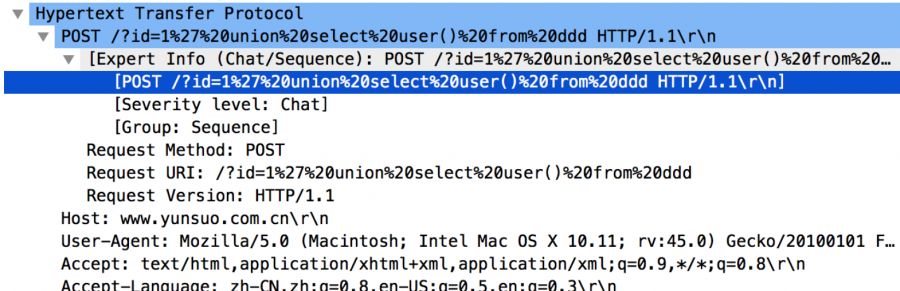 Hypertext Transfer Protocol
POST /?id=1%27%20union%20select%20user()%20from%20ddd HTTP/1.1\r\n
[Expert Info (Chat/Sequence): POST /?id=1%27%20union%20select%20user()%20from%20…
[POST /?id=1%27%20union%20select%20user()%20from%20ddd HTTP/1.1\r\n]
[Severity level: Chat]
[Group: Sequence]
Request Method: POST
Request URI: /?id=1%27%20union%20select%20user()%20from%20ddd
Request Version: HTTP/1.1
Host: www.yunsuo.com.cn\r\n
User-Agent: Mozilla/5.0 (Macintosh; Intel Mac OS X 10.11; rv:45.0) Gecko/20100101 F…
Accept: text/html,application/xhtml+xml,application/xml;q=0.9,*/*;q=0.8\r\n
Accept-Language: zh-CN,zh;q=0.8,en-US;q=0.5,en;q=0.3\r\n